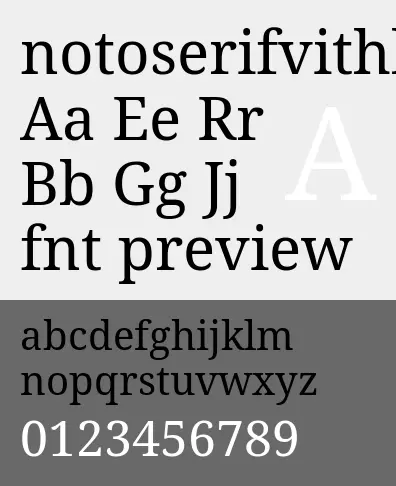 notoserifvith
Aa Ee Rr
A
Bb Gg Jj
fnt preview
abcdefghijklm
nopqrstuvwxyz
0123456789